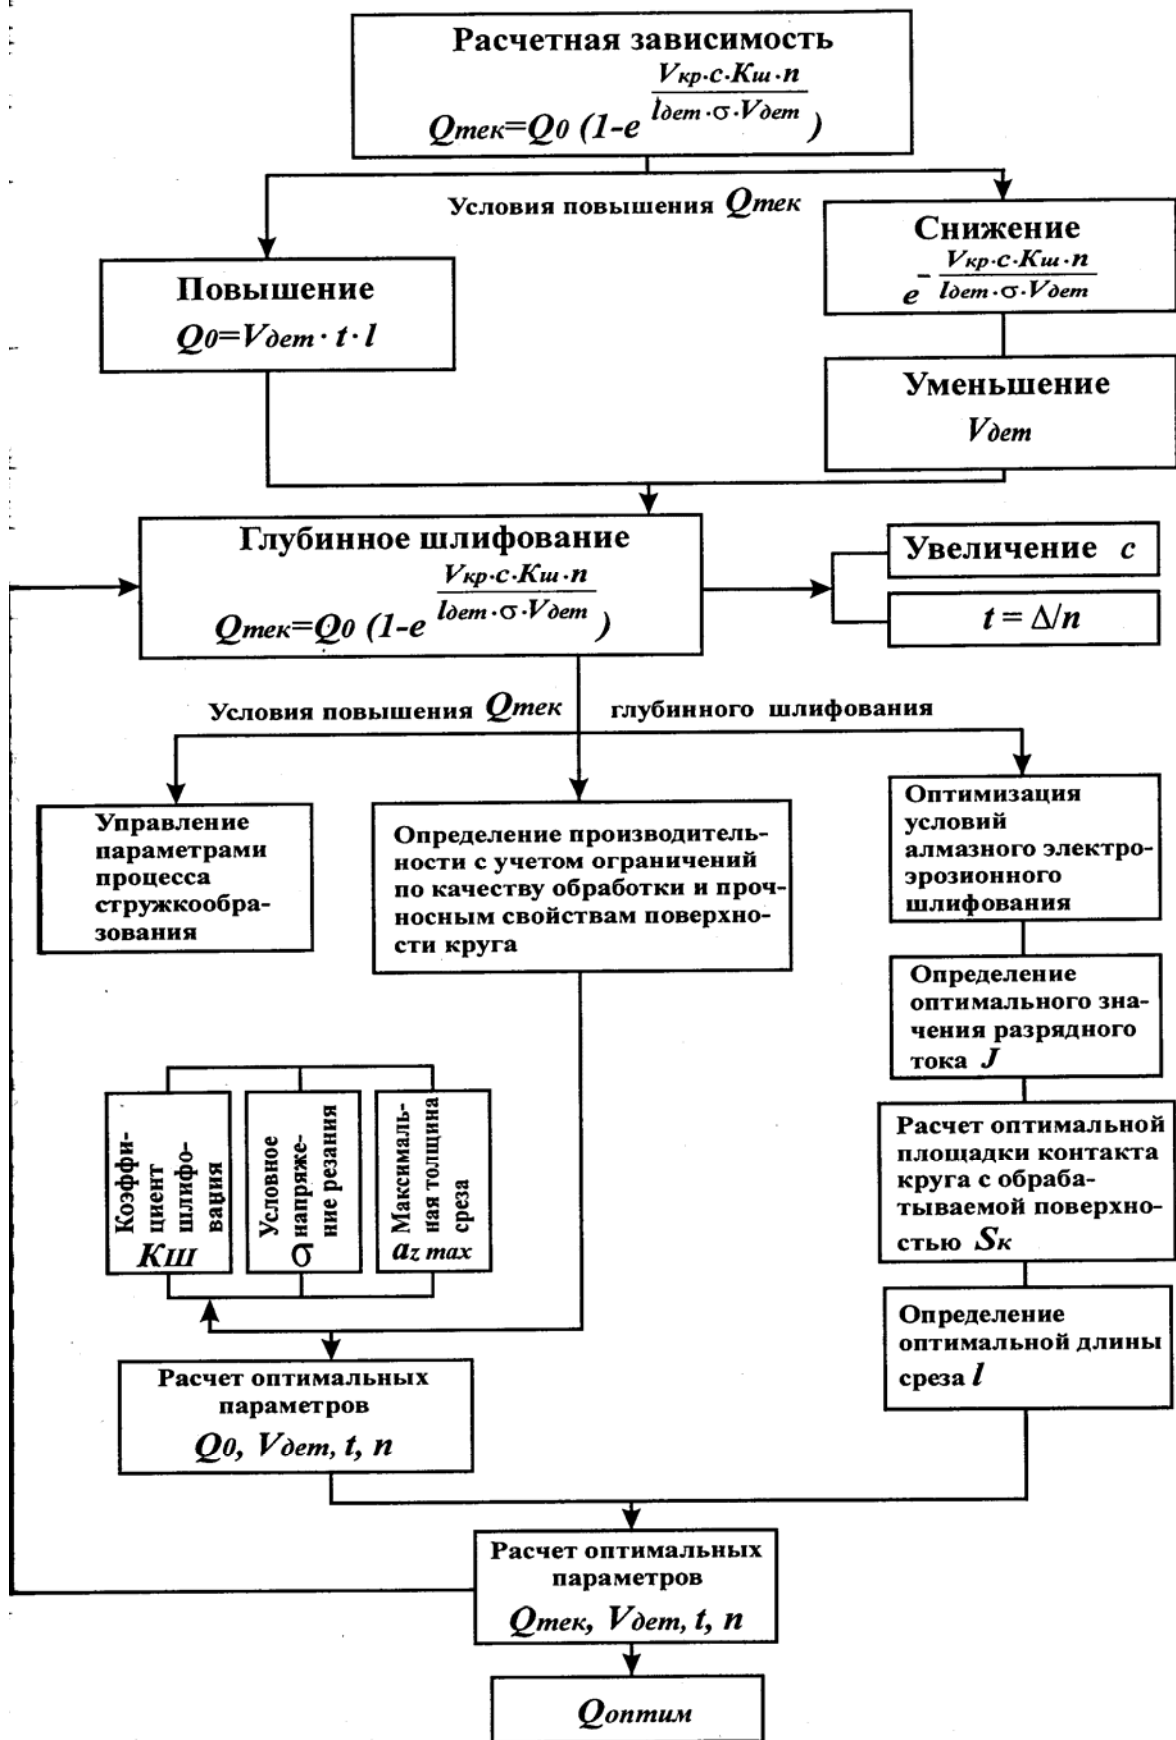 Расчетная зависимость
Vкр·с·Kш·n
lдет·σ·Vдет
Qтек=Q0 (1-e )
Условия повышения Qтек
Снижение
Vкр·с·Kш·n
e– lдет·σ·Vдет
Повышение
Q0=Vдет· t· l
Уменьшение
Vдет
Глубинное шлифование
Vкр·с·Kш·n
lдет·σ·Vдет
Qтек=Q0 (1-e )
Увеличение с
t = Δ/n
Условия повышения Qтек глубинного шлифования
Управление
параметрами
процесса
стружкообра-
зования
Определение производитель-
ности с учетом ограничений
по качеству обработки и проч-
носным свойствам поверхно-
сти круга
Оптимизация
условий
алмазного электро-
эрозионного
шлифования
Определение
оптимального зна-
чения разрядного
тока J
Коэффи-
циент
шлифо-
вания
Kш
Условное
напряже-
ние резания
σ
Максималь-
ная толщина
среза
az max
Расчет оптимальной
площадки контакта
круга с обраба-
тываемой поверхно-
стью Sк
Определение
оптимальной длины
среза l
Расчет оптимальных
параметров
Q0, Vдет, t, n
Расчет оптимальных
параметров
Qтек, Vдет, t, n
Qоптим